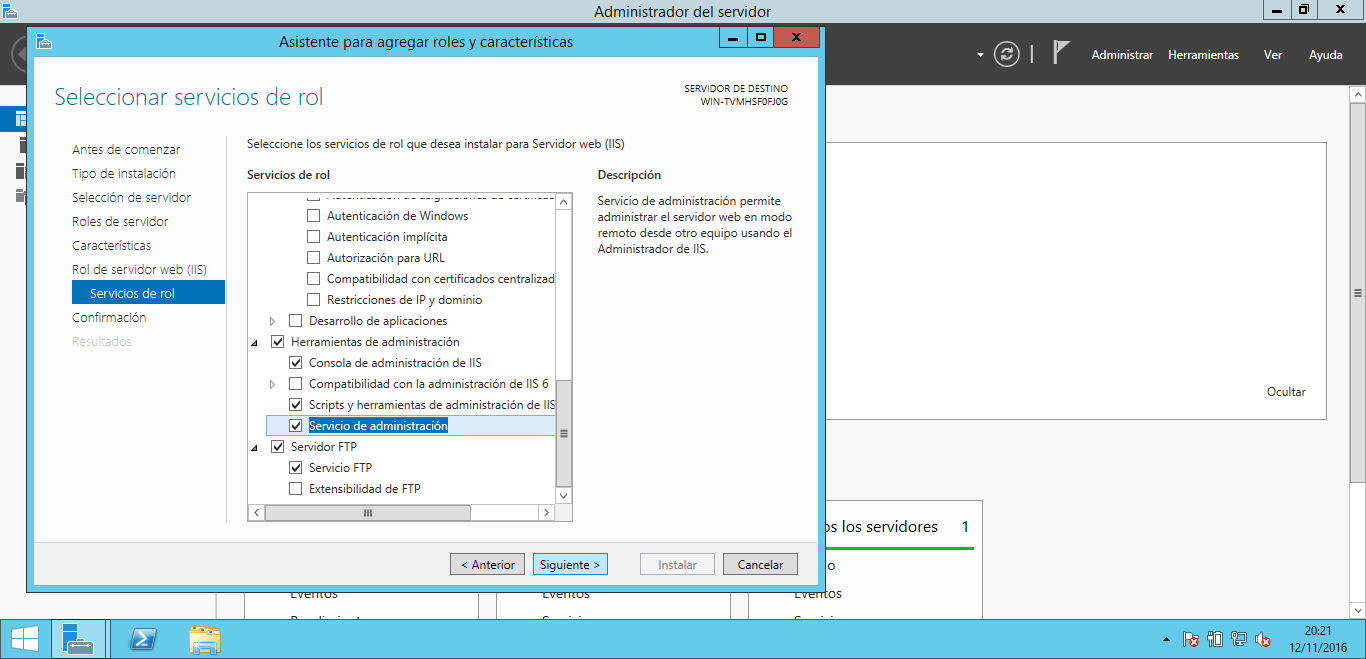 Administrador del servidor
Asistente para agregar roles y características
Administrar Herramientas Ver Ayuda
Seleccionar servicios de rol
SERVIDOR DE DESTINO
WIN-TVMHSF0FJ0G
Antes de comenzar
Tipo de instalación
Selección de servidor
Roles de servidor
Características
Rol de servidor web (IIS)
Servicios de rol
Confirmación
Resultados
Seleccione los servicios de rol que desea instalar para Servidor web (IIS)
Servicios de rol
Autenticación de Windows
Autenticación implícita
Autorización para URL
Compatibilidad con certificados centralizad
Restricciones de IP y dominio
Desarrollo de aplicaciones
Herramientas de administración
Consola de administración de IIS
Compatibilidad con la administración de IIS 6
Scripts y herramientas de administración de IIS
Servicio de administración
Servidor FTP
Servicio FTP
Extensibilidad de FTP
Descripción
Servicio de administración permite
administrar el servidor web en modo
remoto desde otro equipo usando el
Administrador de IIS.
< Anterior Siguiente > Instalar Cancelar
Ocultar
os los servidores 1
Eventos Eventos Eventos
20:21
12/11/2016